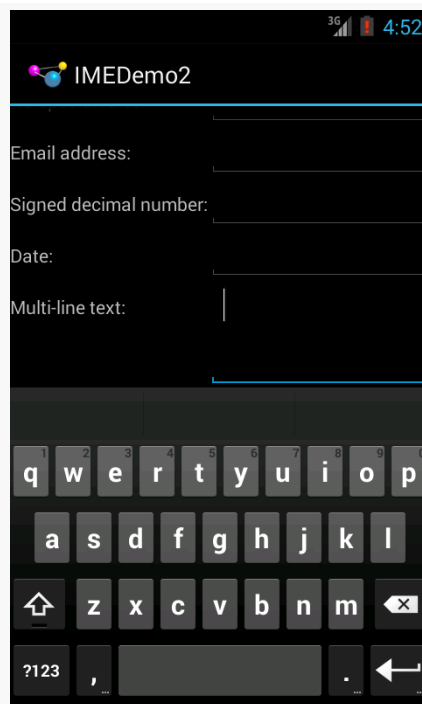 3G 4:52
IMEDemo2
Email address:
Signed decimal number:
Date:
Multi-line text:
1 2 3 4 5 6 7 8 9 0
q w e r t y u i o p
a s d f g h j k l
z x c v b n m
?123 , ... . ... ...